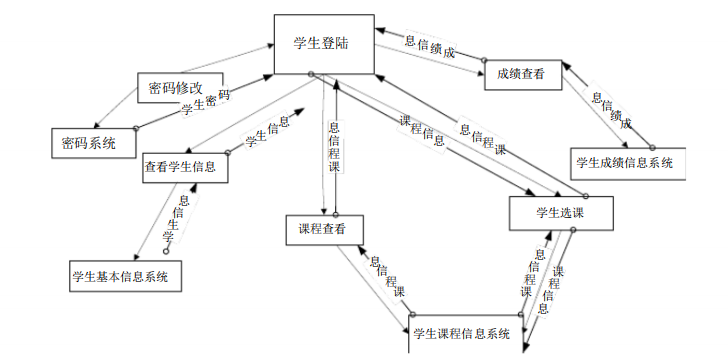 学生登陆
息信绩成
成绩查看
密码修改
学生密码
息信绩成
密码系统
学生信息
息信程课
课程信息
息信程课
查看学生信息
学生成绩信息系统
息信生学
学生选课
课程查看
学生基本信息系统
息信程课
息信程课
课程信息
学生课程信息系统